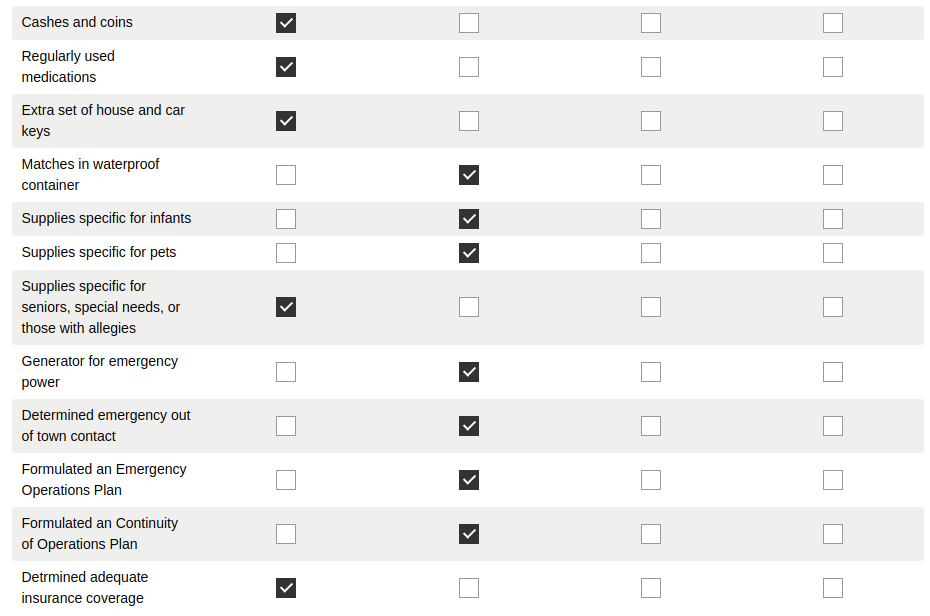 Cashes and coins
Regularly used
medications
Extra set of house and car
keys
Matches in waterproof
container
Supplies specific for infants
Supplies specific for pets
Supplies specific for
seniors, special needs, or
those with allegies
Generator for emergency
power
Determined emergency out
of town contact
Formulated an Emergency
Operations Plan
Formulated an Continuity
of Operations Plan
Detrmined adequate
insurance coverage